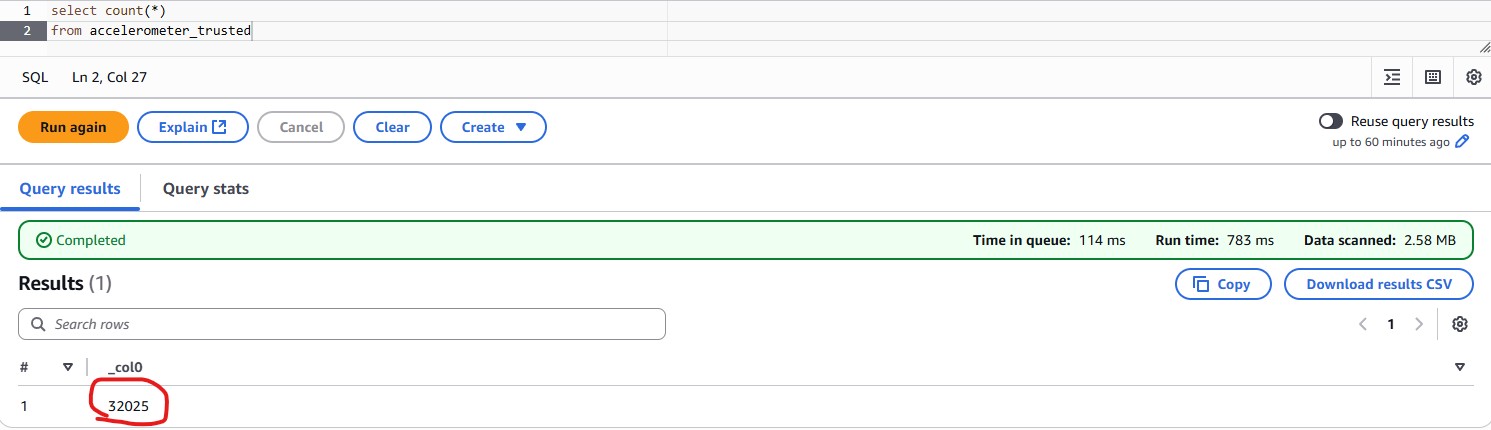 1 select count(*)
2 from accelerometer_trusted
SQL Ln 2, Col 27
Run again Explain Cancel Clear Create Reuse query results
up to 60 minutes ago
Query results Query stats
Completed Time in queue: 114 ms Run time: 783 ms Data scanned: 2.58 MB
Results (1) Copy Download results CSV
Search rows 1
# _col0
1 32025